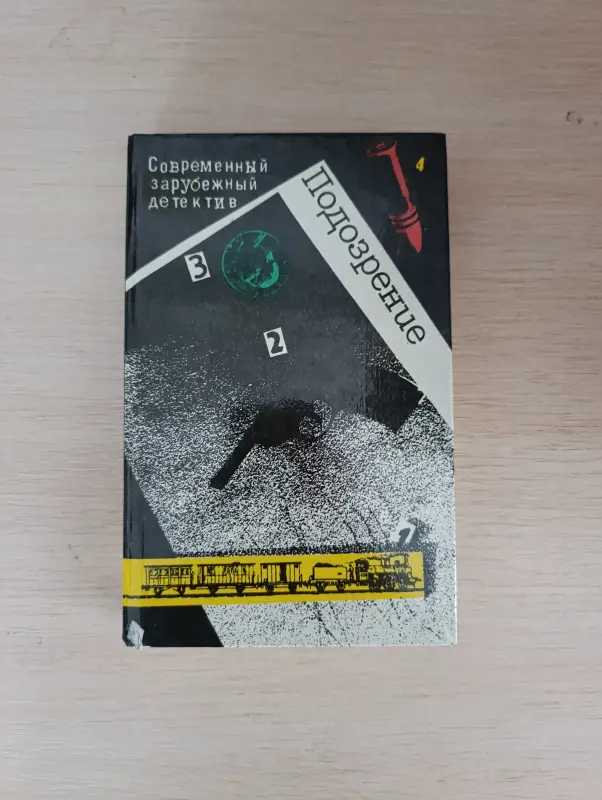 Современный
зарубежный
детектив
4
Подозрение
3
2